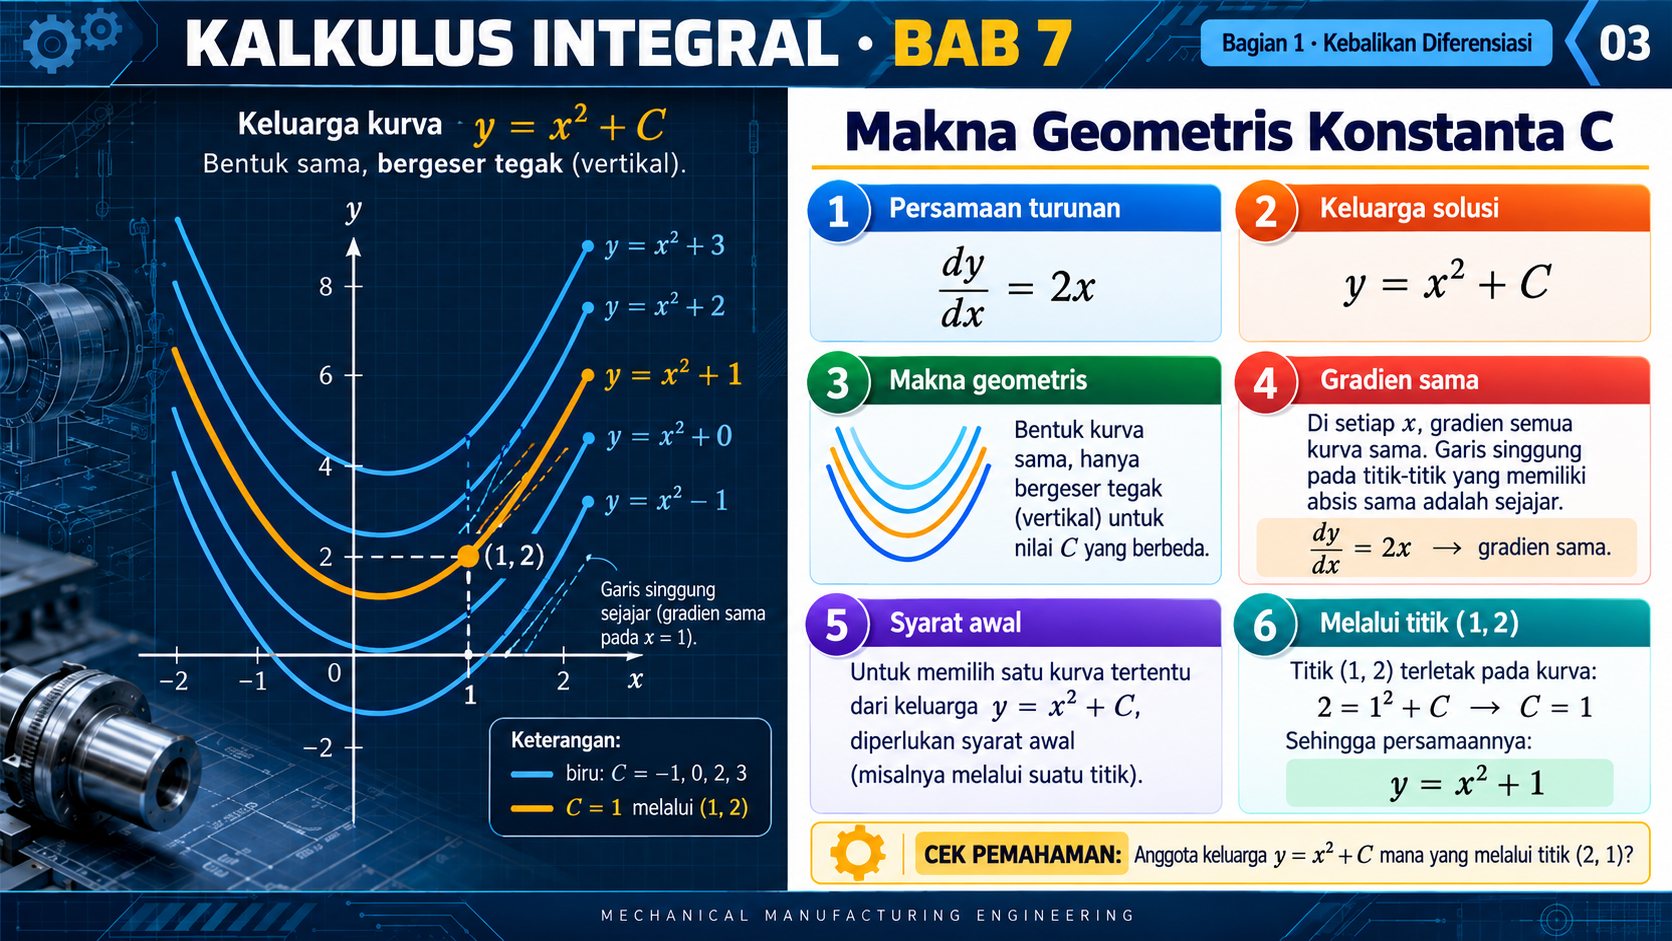 KALKULUS INTEGRAL • BAB 7
Bagian 1 • Kebalikan Diferensiasi
03
Keluarga kurva y = x² + C
Bentuk sama, bergeser tegak (vertikal).
y
8
6
4
2
0
−2
−2
−1
1
2
x
y = x² + 3
y = x² + 2
y = x² + 1
y = x² + 0
y = x² − 1
(1, 2)
Garis singgung
sejajar (gradien sama
pada x = 1).
Keterangan:
biru: C = −1, 0, 2, 3
C = 1 melalui (1, 2)
Makna Geometris Konstanta C
1 Persamaan turunan
dy/dx = 2x
2 Keluarga solusi
y = x² + C
3 Makna geometris
Bentuk kurva
sama, hanya
bergeser tegak
(vertikal) untuk
nilai C yang berbeda.
4 Gradien sama
Di setiap x, gradien semua
kurva sama. Garis singgung
pada titik-titik yang memiliki
absis sama adalah sejajar.
dy/dx = 2x → gradien sama.
5 Syarat awal
Untuk memilih satu kurva tertentu
dari keluarga y = x² + C,
diperlukan syarat awal
(misalnya melalui suatu titik).
6 Melalui titik (1, 2)
Titik (1, 2) terletak pada kurva:
2 = 1² + C → C = 1
Sehingga persamaannya:
y = x² + 1
CEK PEMAHAMAN: Anggota keluarga y = x² + C mana yang melalui titik (2, 1)?
MECHANICAL MANUFACTURING ENGINEERING